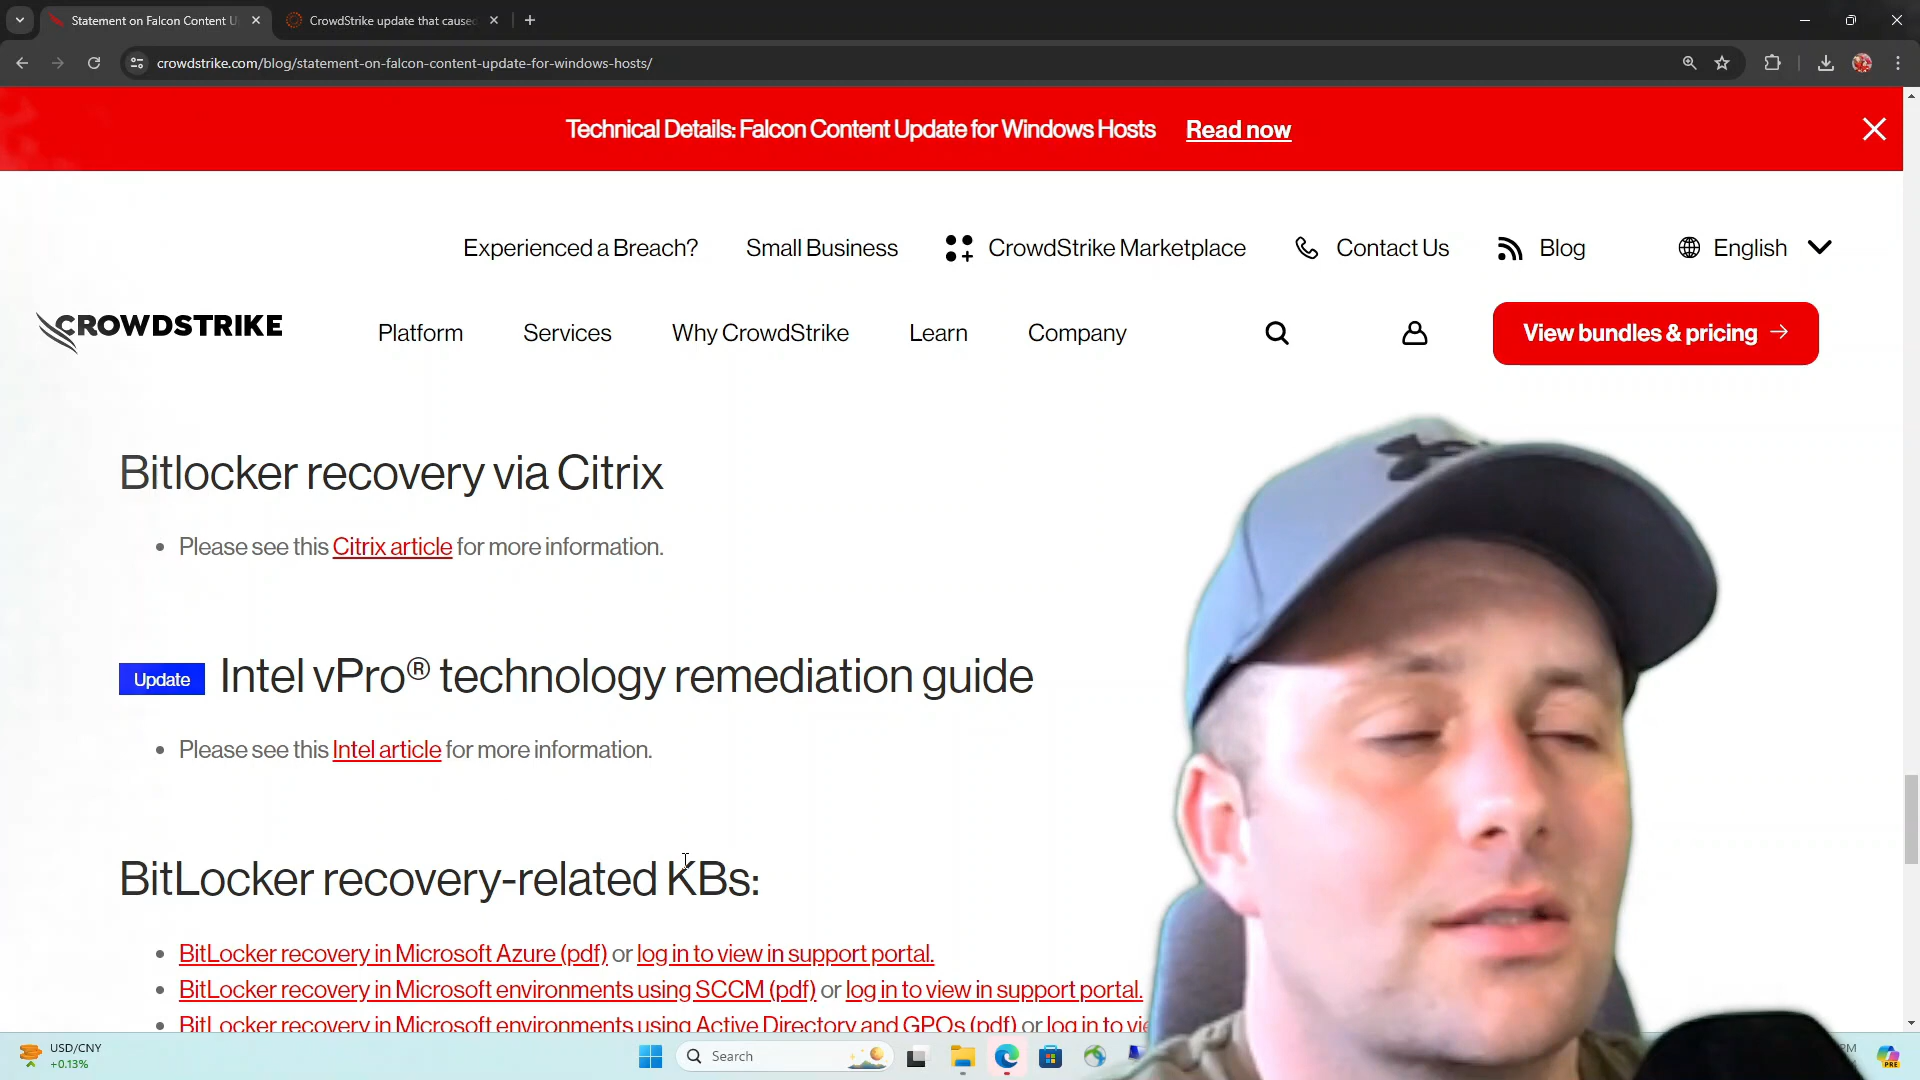 Statement on Falcon Content U
CrowdStrike update that cause
crowdstrike.com/blog/statement-on-falcon-content-update-for-windows-hosts/
Technical Details: Falcon Content Update for Windows Hosts Read now
Experienced a Breach? Small Business CrowdStrike Marketplace Contact Us Blog English
CROWDSTRIKE Platform Services Why CrowdStrike Learn Company View bundles & pricing
Bitlocker recovery via Citrix
Please see this Citrix article for more information.
Update Intel vPro® technology remediation guide
Please see this Intel article for more information.
BitLocker recovery-related KBs:
BitLocker recovery in Microsoft Azure (pdf) or log in to view in support portal.
BitLocker recovery in Microsoft environments using SCCM (pdf) or log in to view in support portal.
BitLocker recovery in Microsoft environments using Active Directory and GPOs (pdf) or log in to vie
USD/CNY
+0.13%
Search
PM
PRE